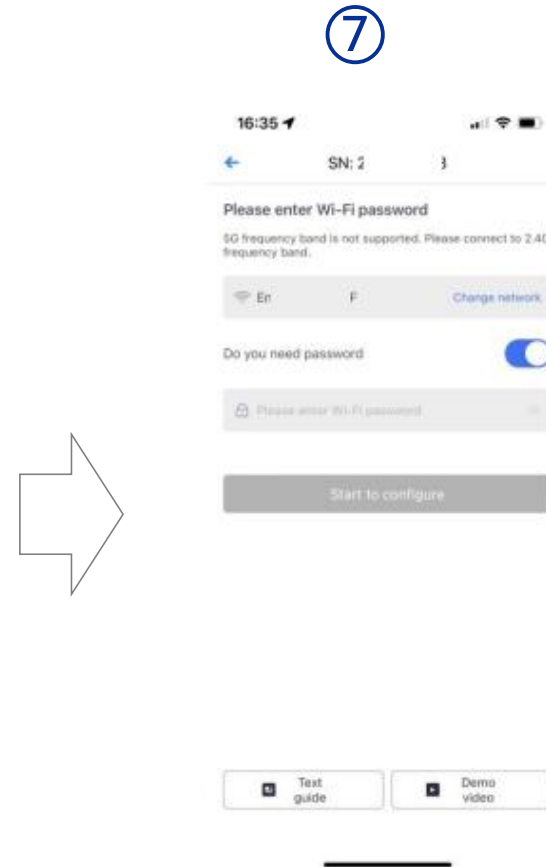 ⑦
16:35
SN: 2 3
Please enter Wi-Fi password
5G frequency band is not supported. Please connect to 2.4G
frequency band.
En F Change network
Do you need password
Please enter Wi-Fi password
Start to configure
Text
guide
Demo
video